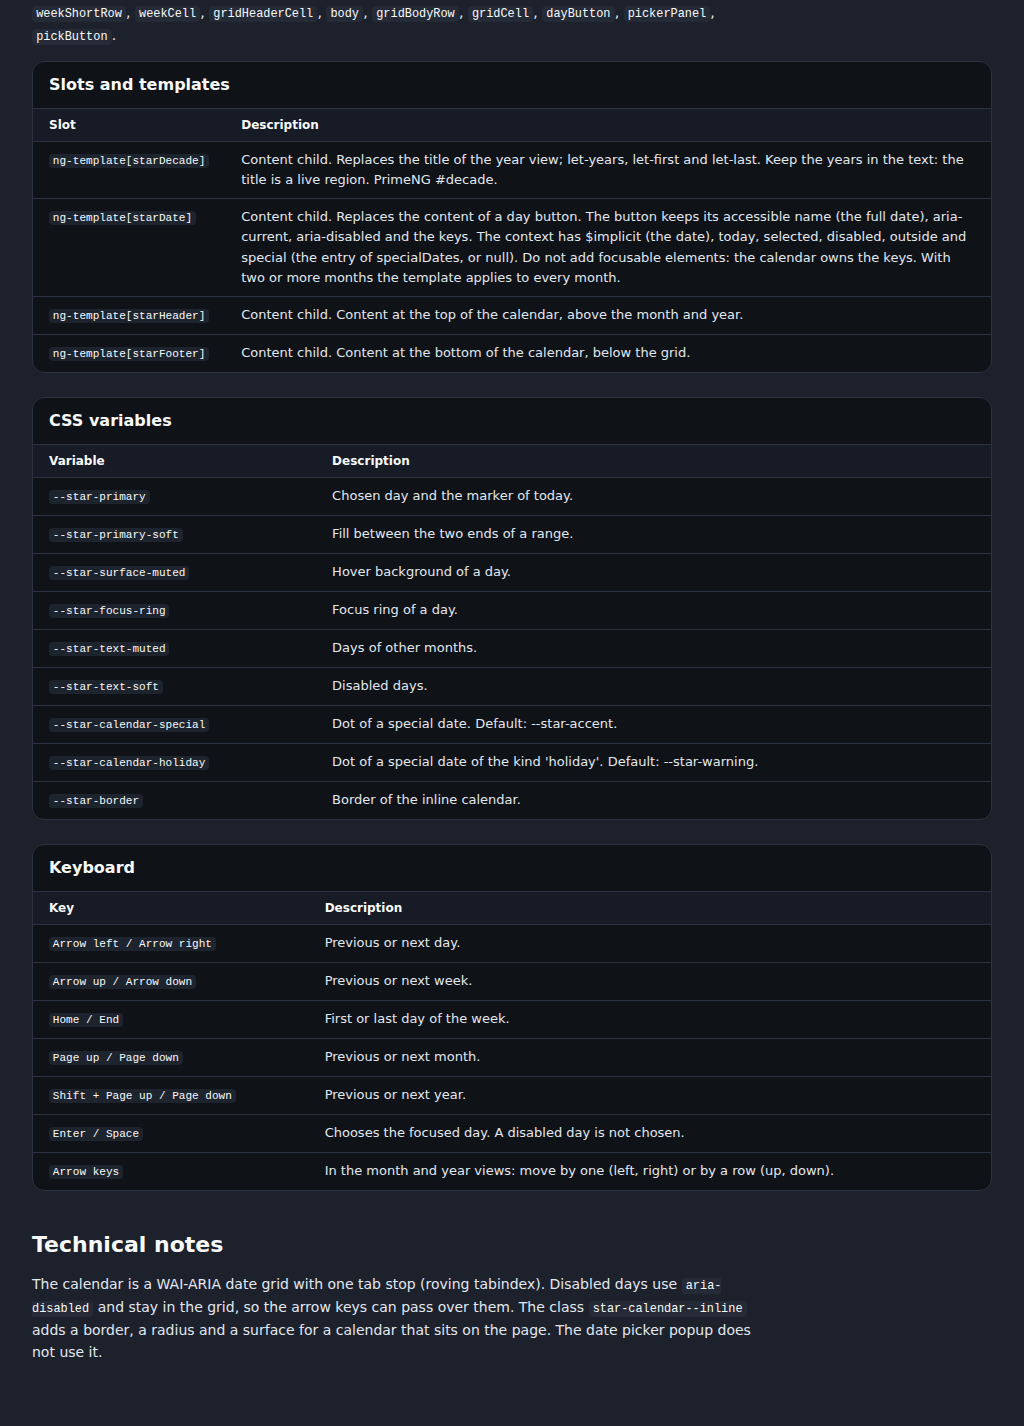 weekShortRow, weekCell, gridHeaderCell, body, gridBodyRow, gridCell, dayButton, pickerPanel,
pickButton.
Slots and templates
Slot Description
ng-template[starDecade] Content child. Replaces the title of the year view; let-years, let-first and let-last. Keep the years in the text: the
title is a live region. PrimeNG #decade.
ng-template[starDate] Content child. Replaces the content of a day button. The button keeps its accessible name (the full date), aria-
current, aria-disabled and the keys. The context has $implicit (the date), today, selected, disabled, outside and
special (the entry of specialDates, or null). Do not add focusable elements: the calendar owns the keys. With
two or more months the template applies to every month.
ng-template[starHeader] Content child. Content at the top of the calendar, above the month and year.
ng-template[starFooter] Content child. Content at the bottom of the calendar, below the grid.
CSS variables
Variable Description
--star-primary Chosen day and the marker of today.
--star-primary-soft Fill between the two ends of a range.
--star-surface-muted Hover background of a day.
--star-focus-ring Focus ring of a day.
--star-text-muted Days of other months.
--star-text-soft Disabled days.
--star-calendar-special Dot of a special date. Default: --star-accent.
--star-calendar-holiday Dot of a special date of the kind 'holiday'. Default: --star-warning.
--star-border Border of the inline calendar.
Keyboard
Key Description
Arrow left / Arrow right Previous or next day.
Arrow up / Arrow down Previous or next week.
Home / End First or last day of the week.
Page up / Page down Previous or next month.
Shift + Page up / Page down Previous or next year.
Enter / Space Chooses the focused day. A disabled day is not chosen.
Arrow keys In the month and year views: move by one (left, right) or by a row (up, down).
Technical notes
The calendar is a WAI-ARIA date grid with one tab stop (roving tabindex). Disabled days use aria-
disabled and stay in the grid, so the arrow keys can pass over them. The class star-calendar--inline
adds a border, a radius and a surface for a calendar that sits on the page. The date picker popup does
not use it.